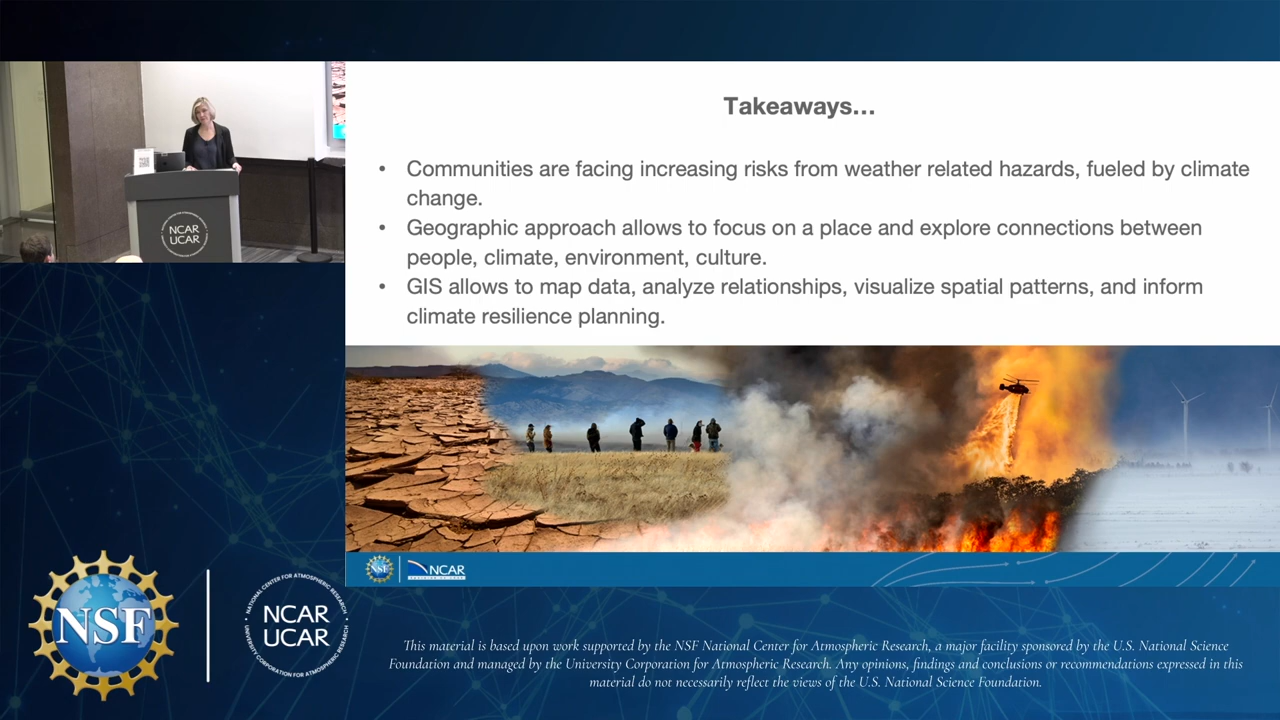 Takeaways...
• Communities are facing increasing risks from weather related hazards, fueled by climate
change.
• Geographic approach allows to focus on a place and explore connections between
people, climate, environment, culture.
• GIS allows to map data, analyze relationships, visualize spatial patterns, and inform
climate resilience planning.
NCAR
UCAR
NSF
NCAR
NSF
NATIONAL CENTER FOR ATMOSPHERIC RESEARCH
NCAR
UCAR
UNIVERSITY CORPORATION FOR ATMOSPHERIC RESEARCH
This material is based upon work supported by the NSF National Center for Atmospheric Research, a major facility sponsored by the U.S. National Science
Foundation and managed by the University Corporation for Atmospheric Research. Any opinions, findings and conclusions or recommendations expressed in this
material do not necessarily reflect the views of the U.S. National Science Foundation.